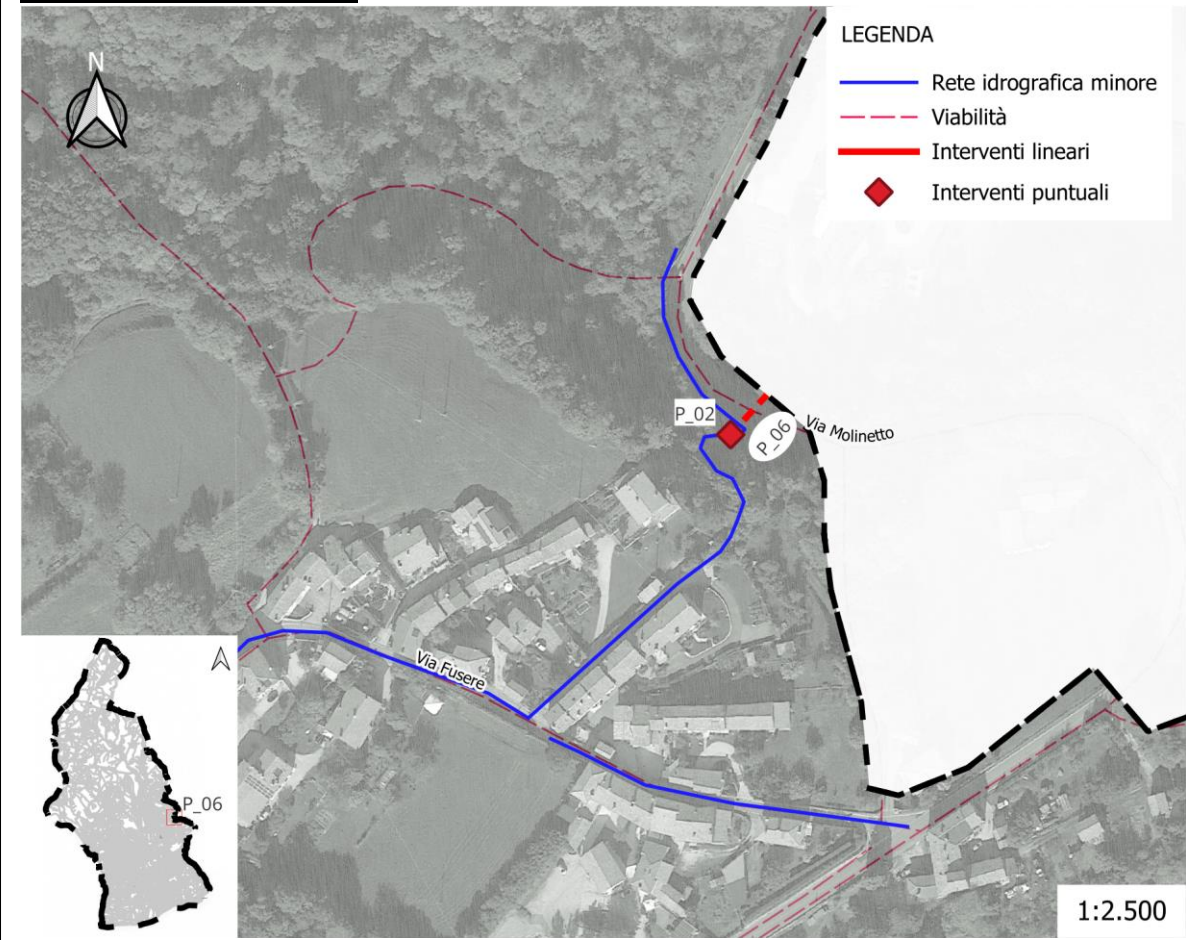 LEGENDA
N
Rete idrografica minore
Viabilità
Interventi lineari
Interventi puntuali
P_02
P_06
Via Molinetto
Via Fusere
P_06
1:2.500